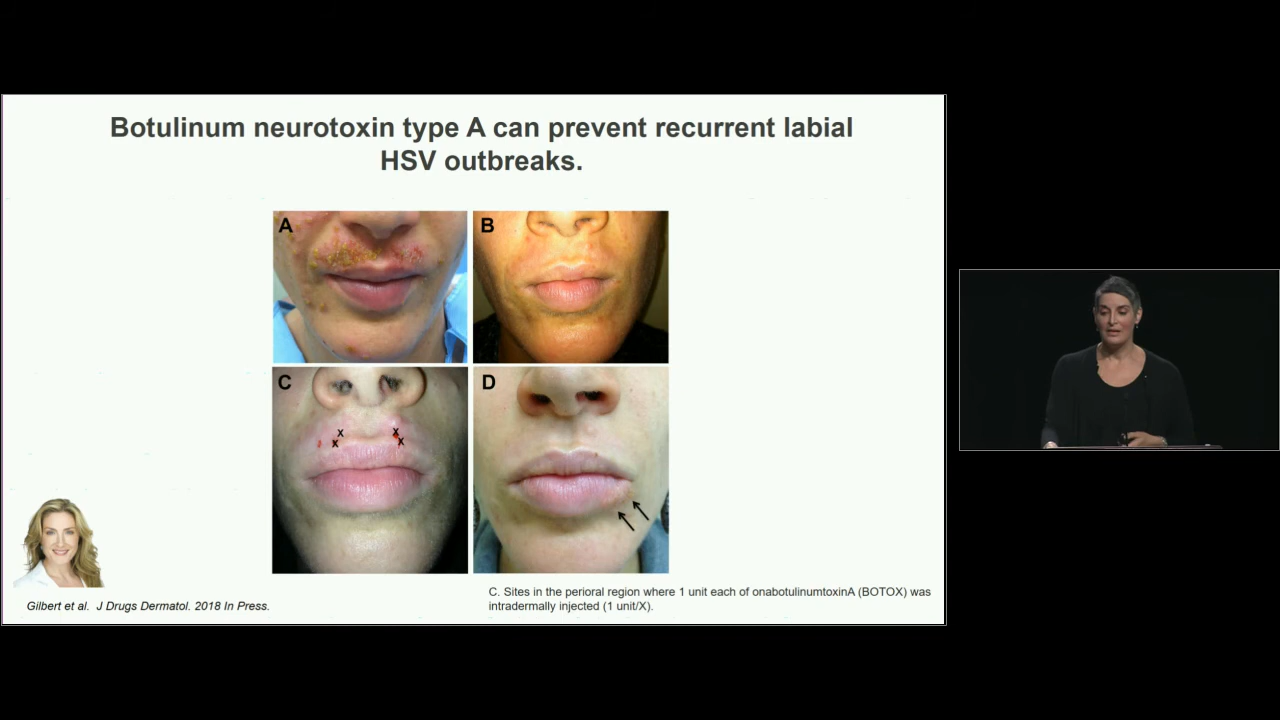 Botulinum neurotoxin type A can prevent recurrent labial
HSV outbreaks.
A
B
C
D
x
x
x
x
C. Sites in the perioral region where 1 unit each of onabotulinumtoxinA (BOTOX) was
intradermally injected (1 unit/X).
Gilbert et al. J Drugs Dermatol. 2018 In Press.